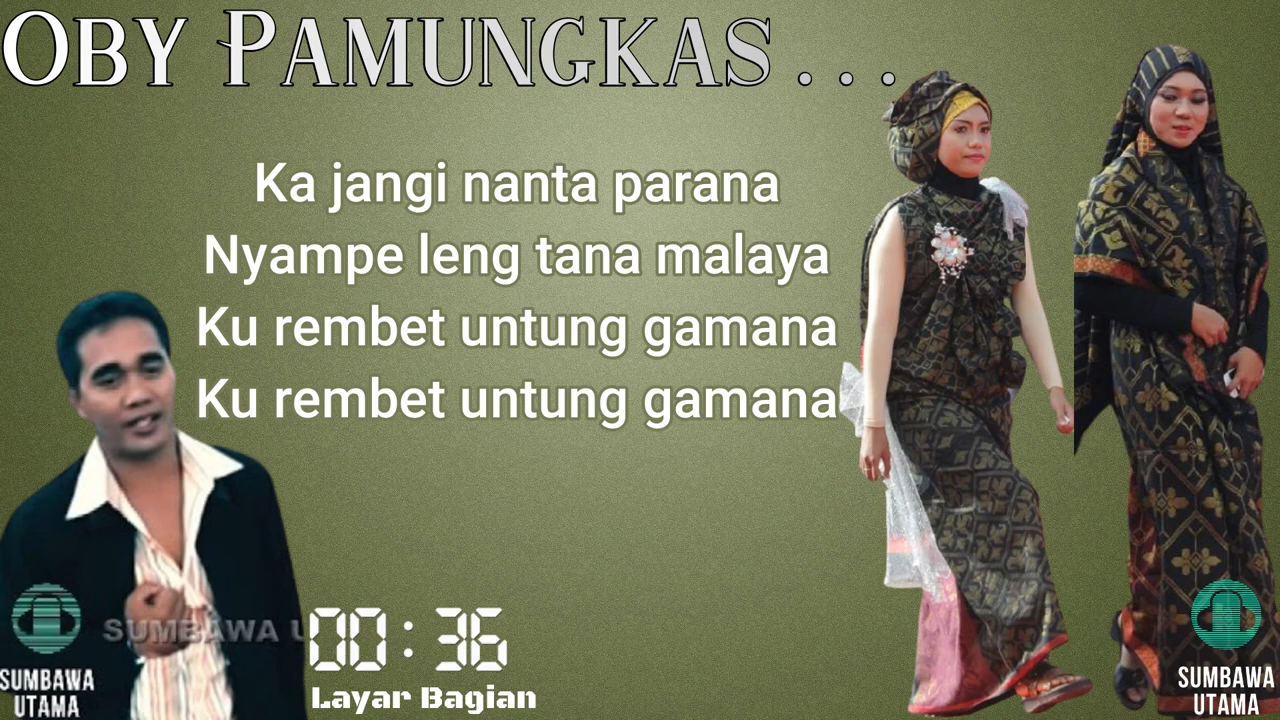 OBY PAMUNGKAS . . .
Ka jangi nanta parana
Nyampe leng tana malaya
Ku rembet untung gamana
Ku rembet untung gamana
SUMBAWA U
00:36
Layar Bagian
SUMBAWA
UTAMA
SUMBAWA
UTAMA